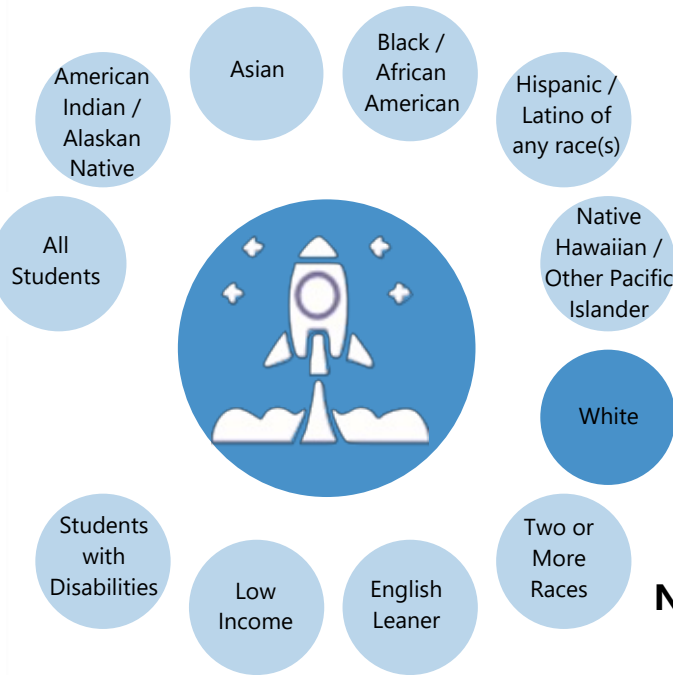 All
Students
American
Indian /
Alaskan
Native
Asian
Black /
African
American
Hispanic /
Latino of
any race(s)
Native
Hawaiian /
Other Pacific
Islander
White
Two or
More
Races
English
Leaner
Low
Income
Students
with
Disabilities
N